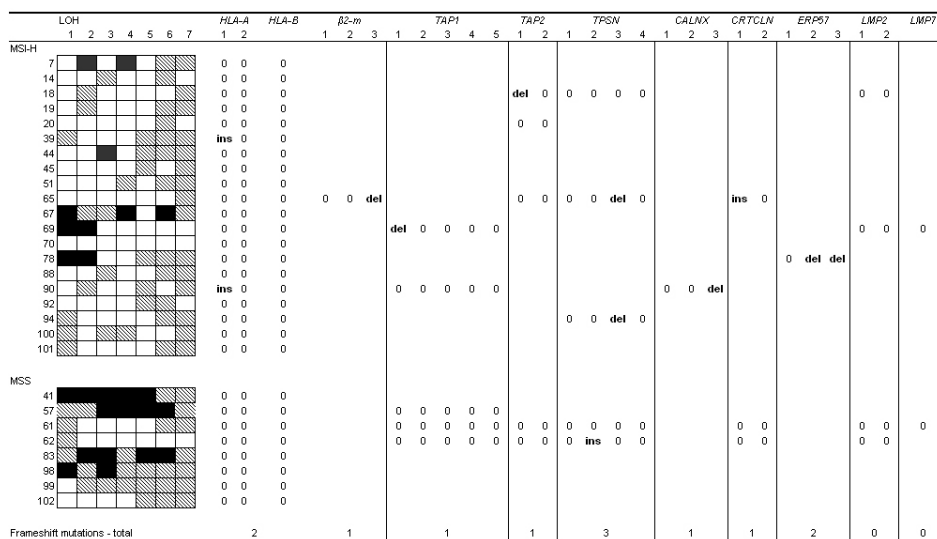 LOH HLA-A HLA-B β2-m TAP1 TAP2 TPSN CALNX CRTCLN ERP57 LMP2 LMP7
1 2 3 4 5 6 7 1 2 1 2 3 1 2 3 4 5 1 2 1 2 3 4 1 2 3 1 2 1 2 3 1 2
MSI-H
7 0 0 0
14 0 0 0
18 0 0 0 del 0 0 0 0 0 0 0
19 0 0 0
20 0 0 0 0 0
39 ins 0 0
44 0 0 0
45 0 0 0
51 0 0 0
65 0 0 0 0 0 del 0 0 0 0 del 0 ins 0
67 0 0 0
69 0 0 0 del 0 0 0 0 0 0 0
70 0 0 0
78 0 0 0 0 del del
88 0 0 0
90 ins 0 0 0 0 0 0 0 0 0 del
92 0 0 0
94 0 0 0 0 0 del 0
100 0 0 0
101 0 0 0
MSS
41 0 0 0
57 0 0 0 0 0 0 0 0
61 0 0 0 0 0 0 0 0 0 0 0 0 0 0 0 0 0 0 0
62 0 0 0 0 0 0 0 0 0 0 0 ins 0 0 0 0 0 0
83 0 0 0
98 0 0 0
99 0 0 0
102 0 0 0
Frameshift mutations - total 2 1 1 1 3 1 1 2 0 0